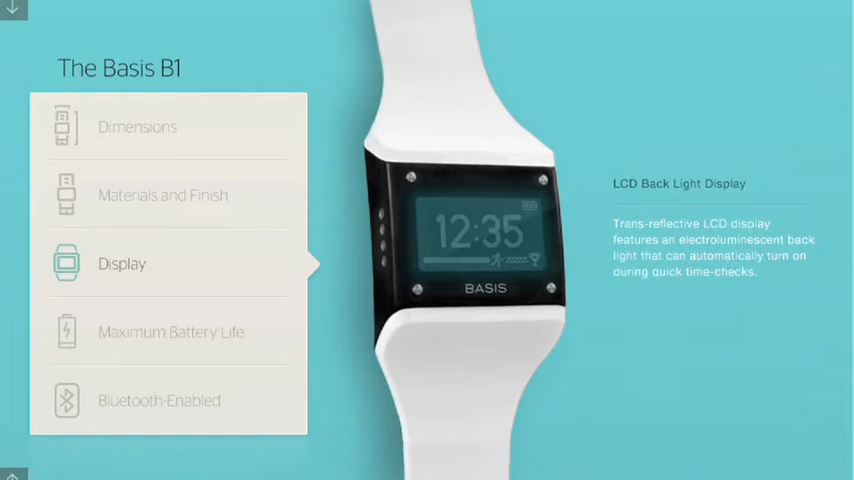 The Basis B1
Dimensions
Materials and Finish
Display
Maximum Battery Life
Bluetooth-Enabled
12:35
BASIS
LCD Back Light Display
Trans-reflective LCD display
features an electroluminescent back
light that can automatically turn on
during quick time-checks.